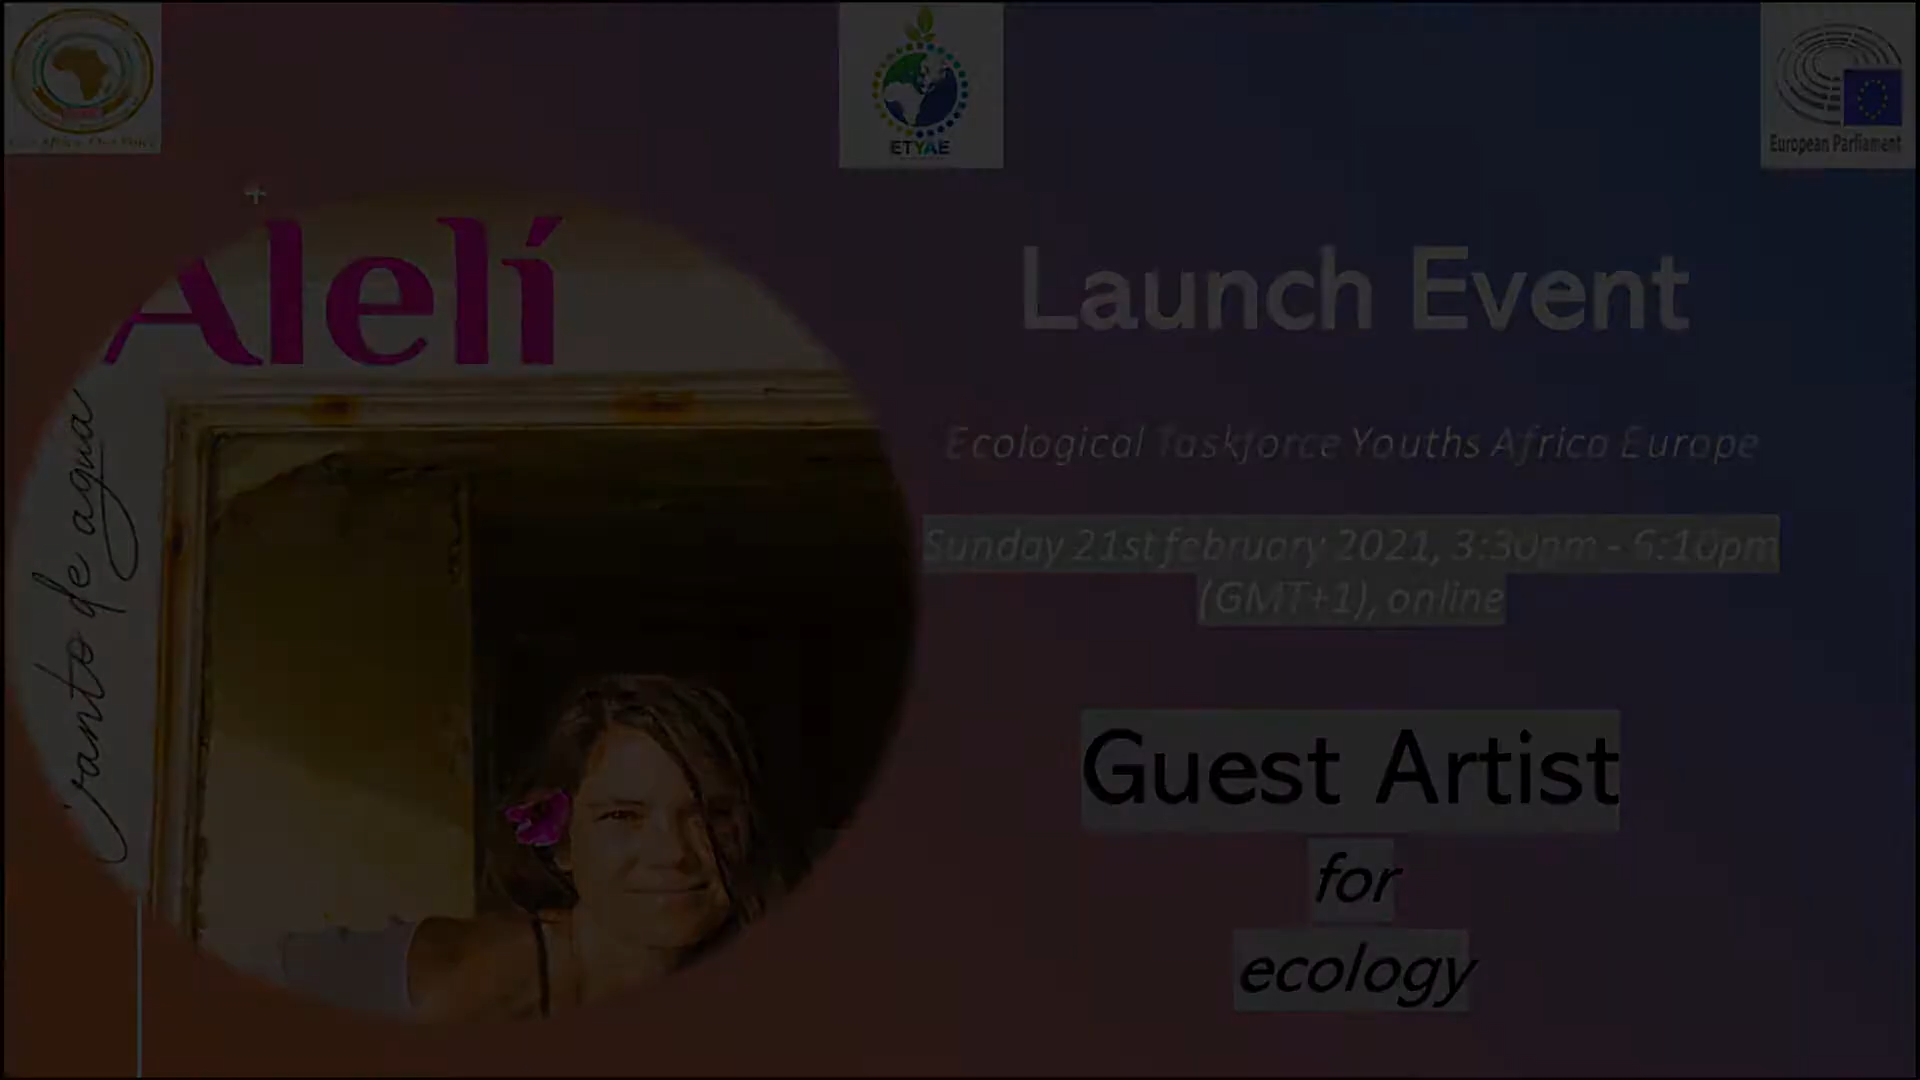 ETYAE
European Parliament
Alelí
canto de agua
Launch Event
Ecological Taskforce Youths Africa Europe
Sunday 21st february 2021, 3:30pm - 6:10pm
(GMT+1), online
Guest Artist
for
ecology